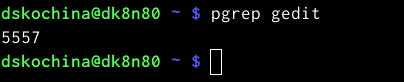 dskochina@dk8n80 ~ $ pgrep gedit
5557
dskochina@dk8n80 ~ $